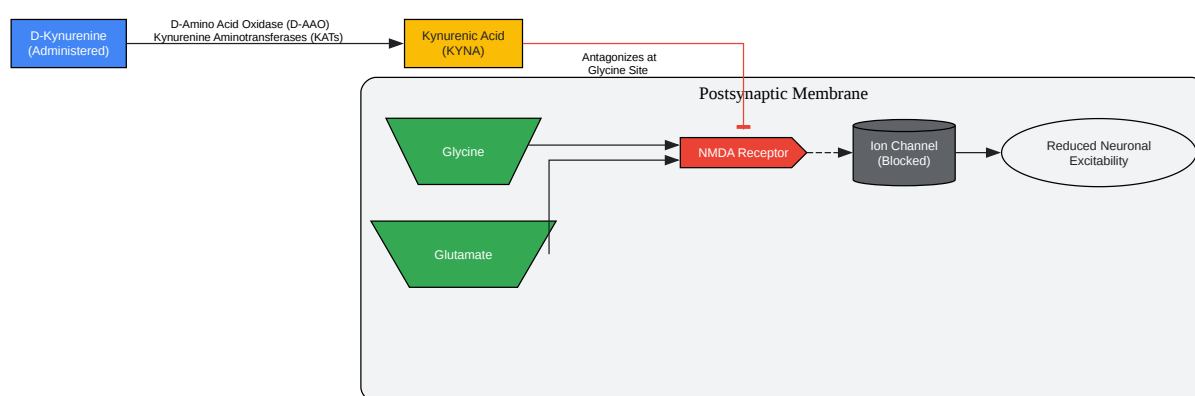 D-Kynurenine
(Administered)
D-Amino Acid Oxidase (D-AAO)
Kynurenine Aminotransferases (KATs)
Kynurenic Acid
(KYNA)
Antagonizes at
Glycine Site
Postsynaptic Membrane
Glycine
NMDA Receptor
Ion Channel
(Blocked)
Reduced Neuronal
Excitability
Glutamate